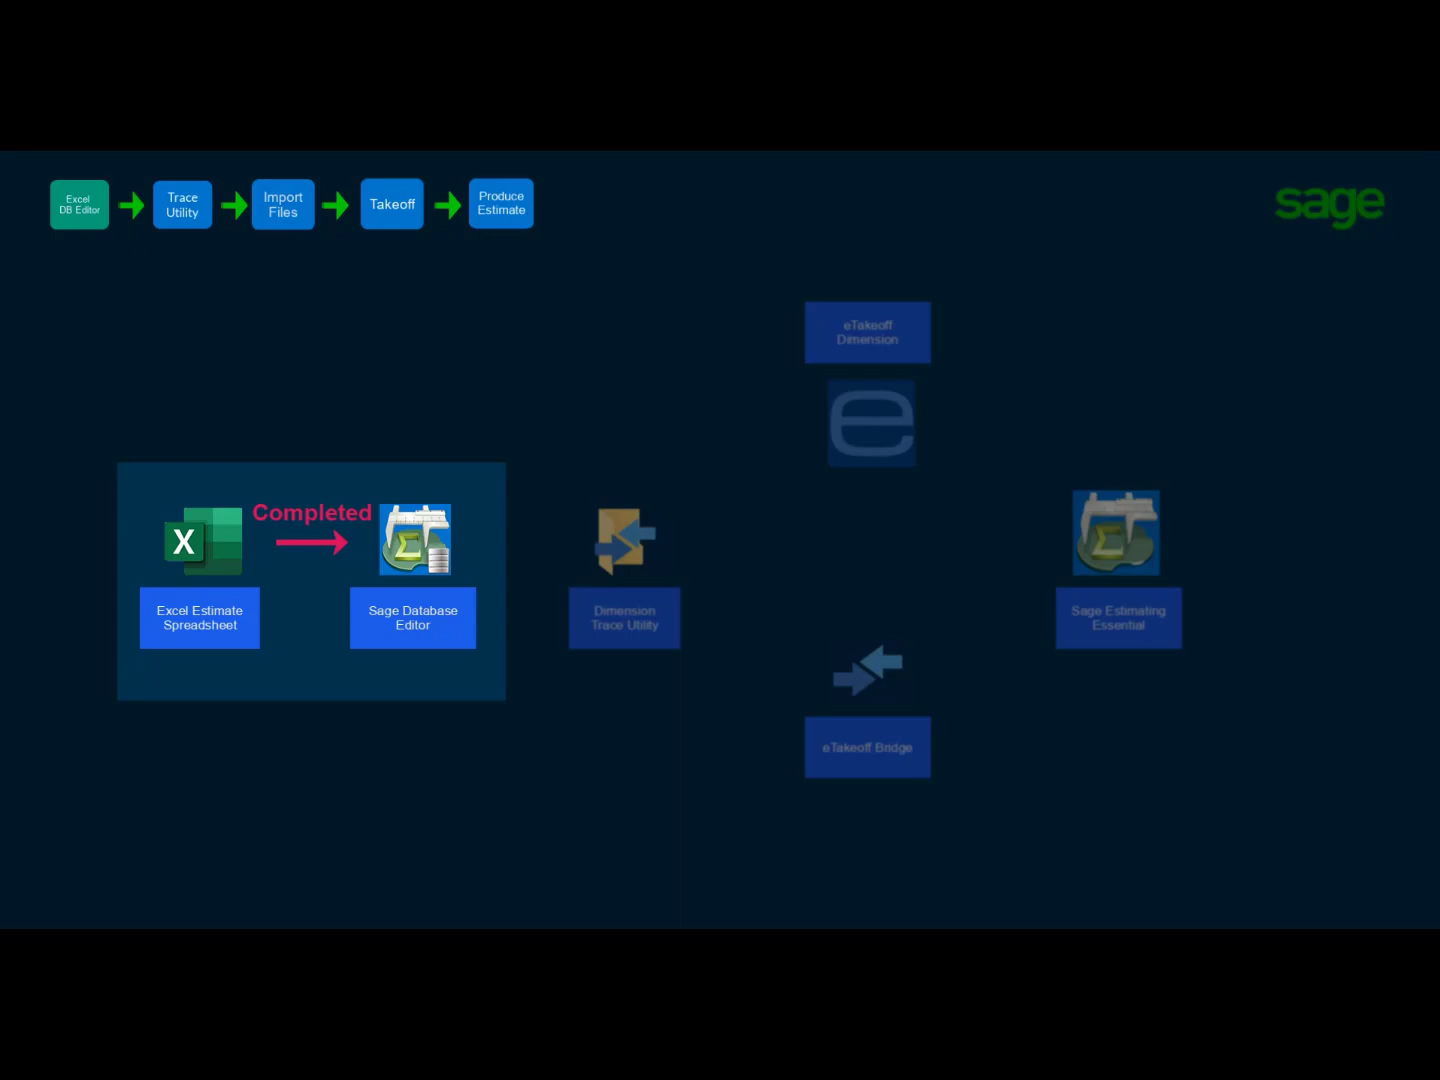 Excel
DB Editor
Trace
Utility
Import
Files
Takeoff
Produce
Estimate
sage
eTakeoff
Dimension
e
Completed
X
Excel Estimate
Spreadsheet
Sage Database
Editor
Dimension
Trace Utility
Sage Estimating
Essential
eTakeoff Bridge